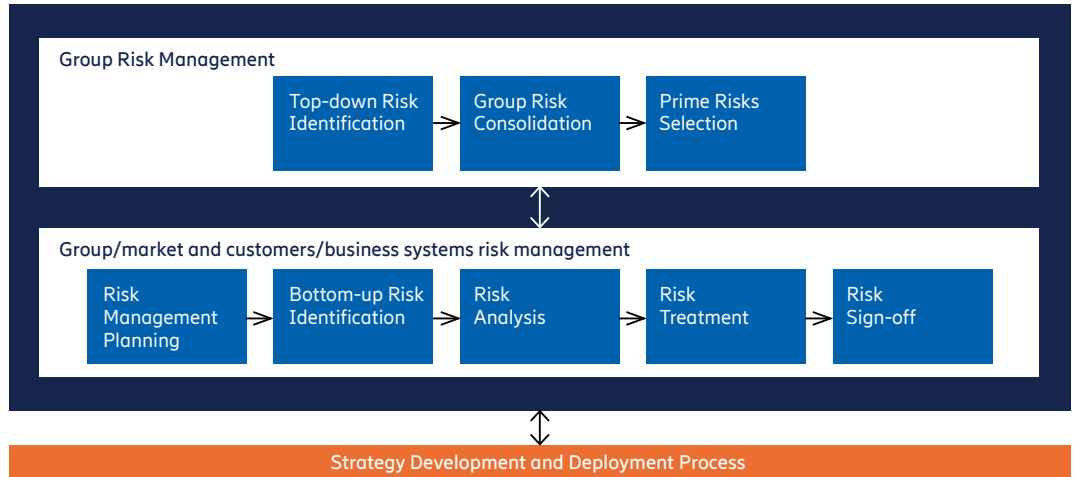 Group Risk Management
Top-down Risk
Identification
Group Risk
Consolidation
Prime Risks
Selection
Group/market and customers/business systems risk management
Risk
Management
Planning
Bottom-up Risk
Identification
Risk
Analysis
Risk
Treatment
Risk
Sign-off
Strategy Development and Deployment Process